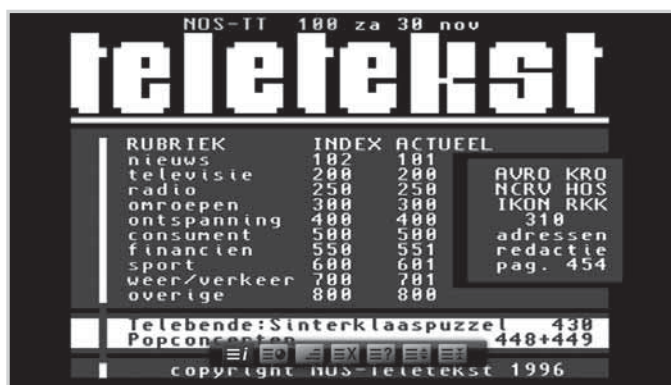 NOS-TT 100 za 30 nov
teletekst
RUBRIEK INDEX ACTUEEL
nieuws 102 101
televisie 200 200
radio 250 250
omroepen 300 300
ontspanning 400 400
consument 500 500
financien 550 551
sport 600 601
weer/verkeer 700 701
overige 800 800
AVRO KRO
NCRV HOS
IKON RKK
310
adressen
redactie
pag. 454
Telebende:Sinterklaaspuzzel 430
Popconcerten 448+449
copyright NOS-Teletekst 1996